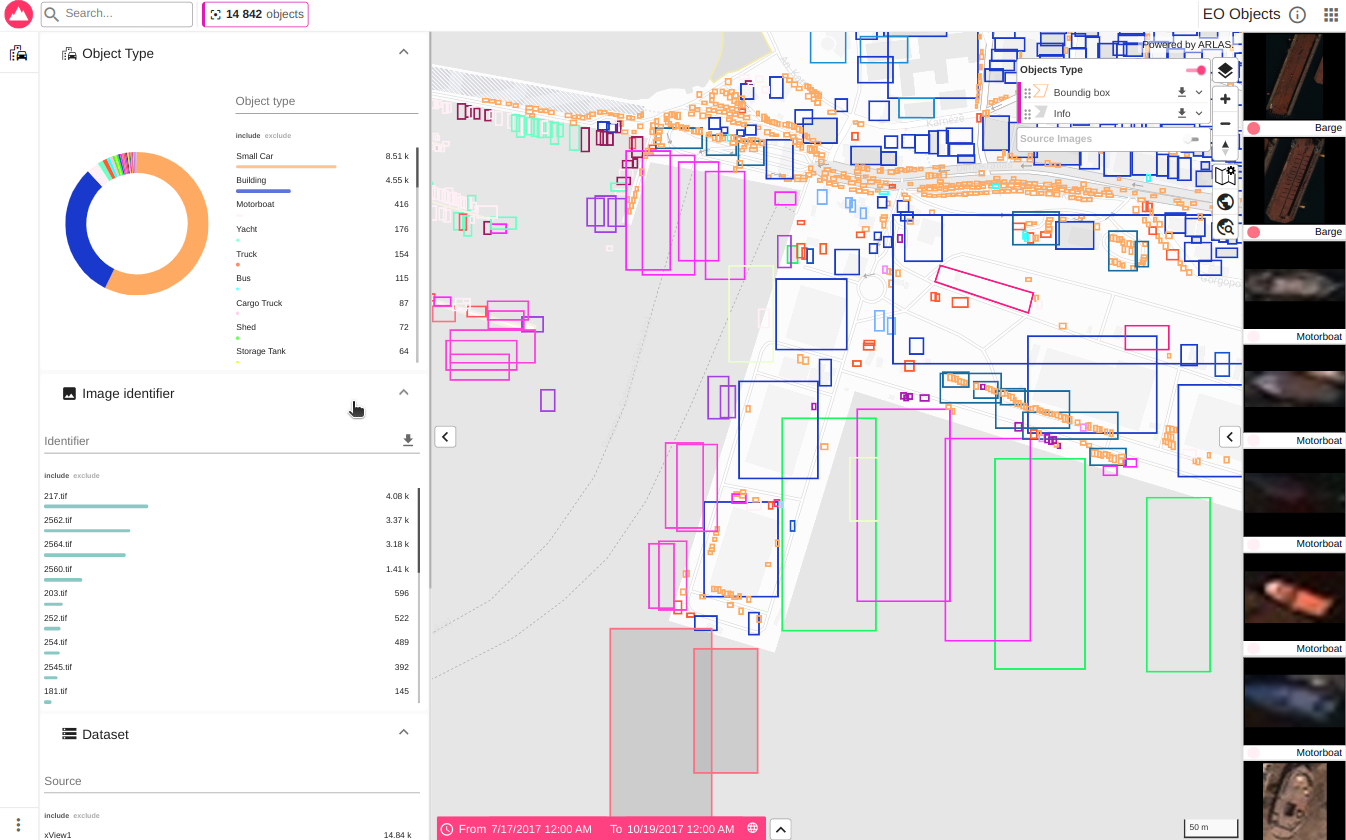 Search...
14 842 objects
EO Objects
Object Type
Object type
include exclude
Small Car 8.51 k
Building 4.55 k
Motorboat 416
Yacht 176
Truck 154
Bus 115
Cargo Truck 87
Shed 72
Storage Tank 64
Image identifier
Identifier
include exclude
217.tif 4.08 k
2562.tif 3.37 k
2564.tif 3.18 k
2560.tif 1.41 k
203.tif 596
252.tif 522
254.tif 489
2545.tif 392
181.tif 145
Dataset
Source
include exclude
xView1 14.84 k
Powered by ARLAS.
Objects Type
Boundig box
Info
Source Images
From 7/17/2017 12:00 AM To 10/19/2017 12:00 AM
50 m
Barge
Barge
Motorboat
Motorboat
Motorboat
Motorboat
Motorboat